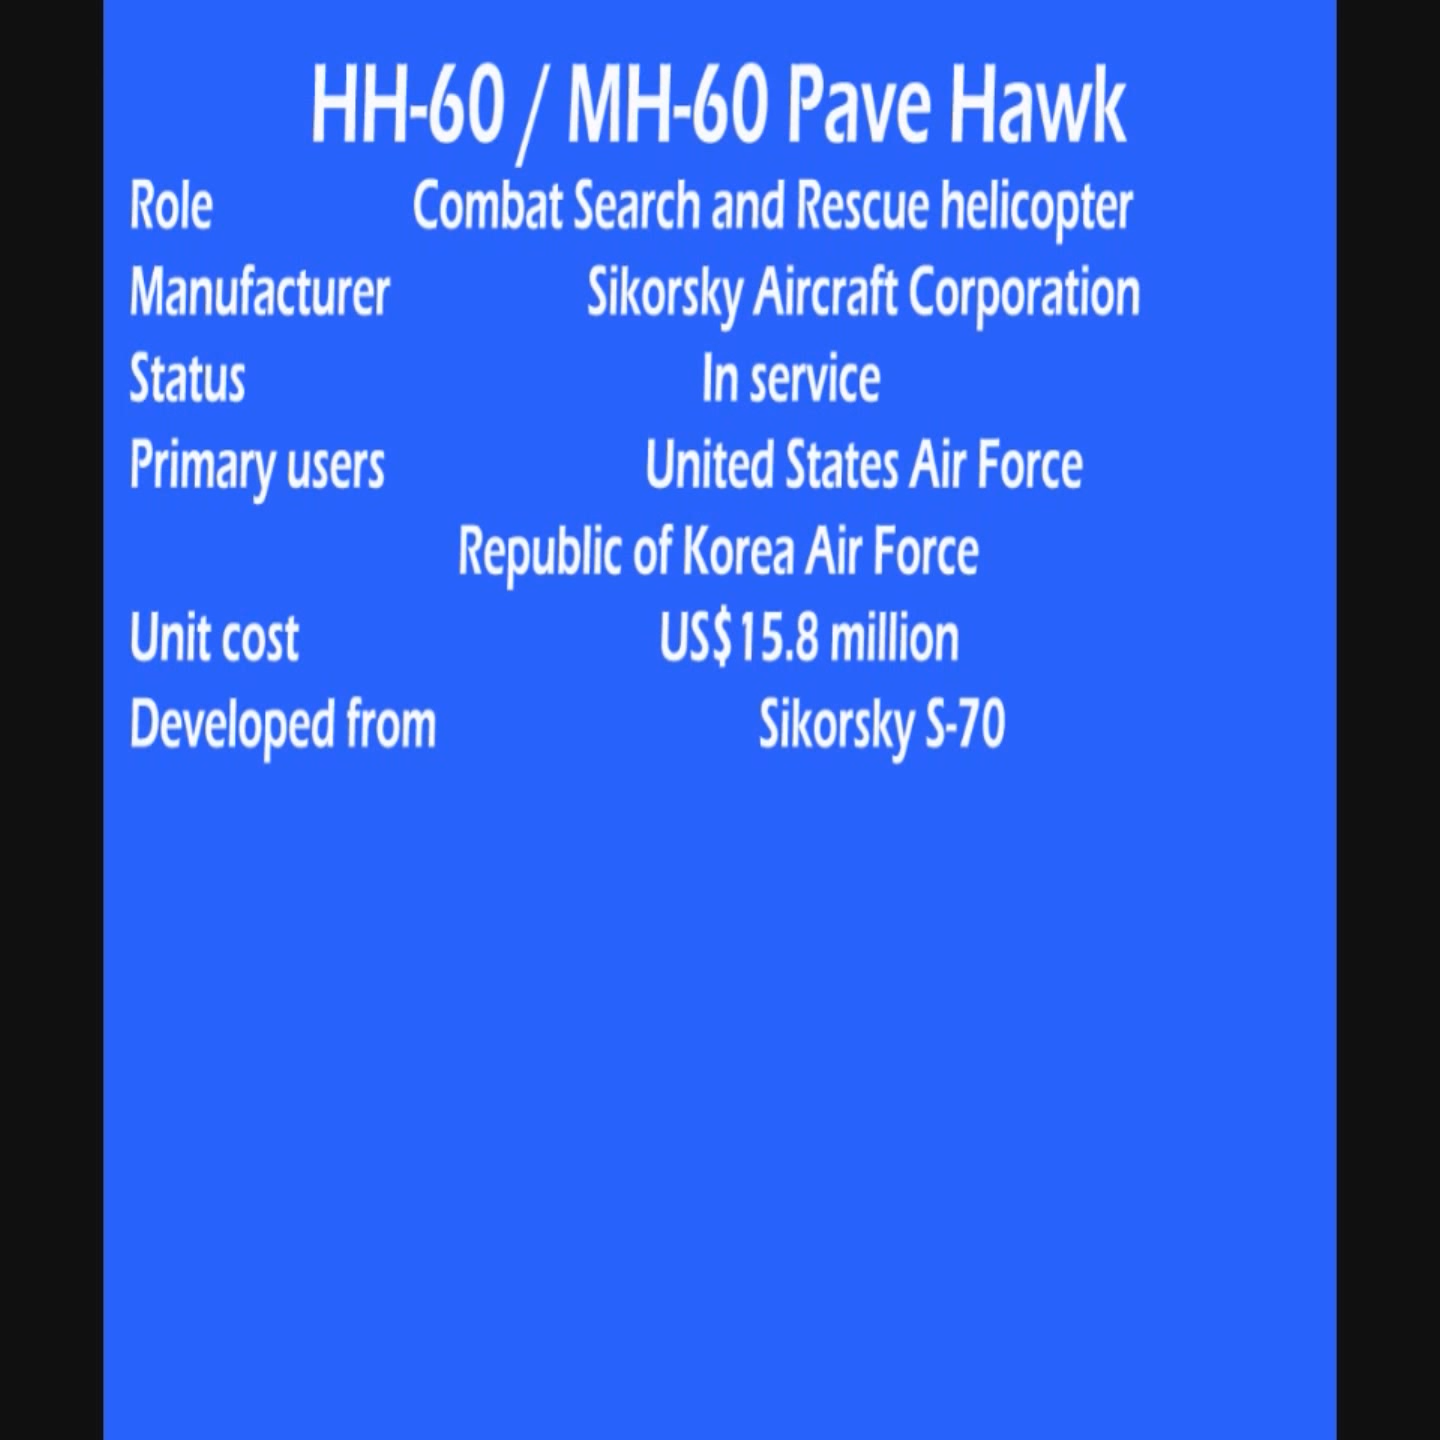 HH-60 / MH-60 Pave Hawk
Role Combat Search and Rescue helicopter
Manufacturer Sikorsky Aircraft Corporation
Status In service
Primary users United States Air Force
Republic of Korea Air Force
Unit cost US$15.8 million
Developed from Sikorsky S-70